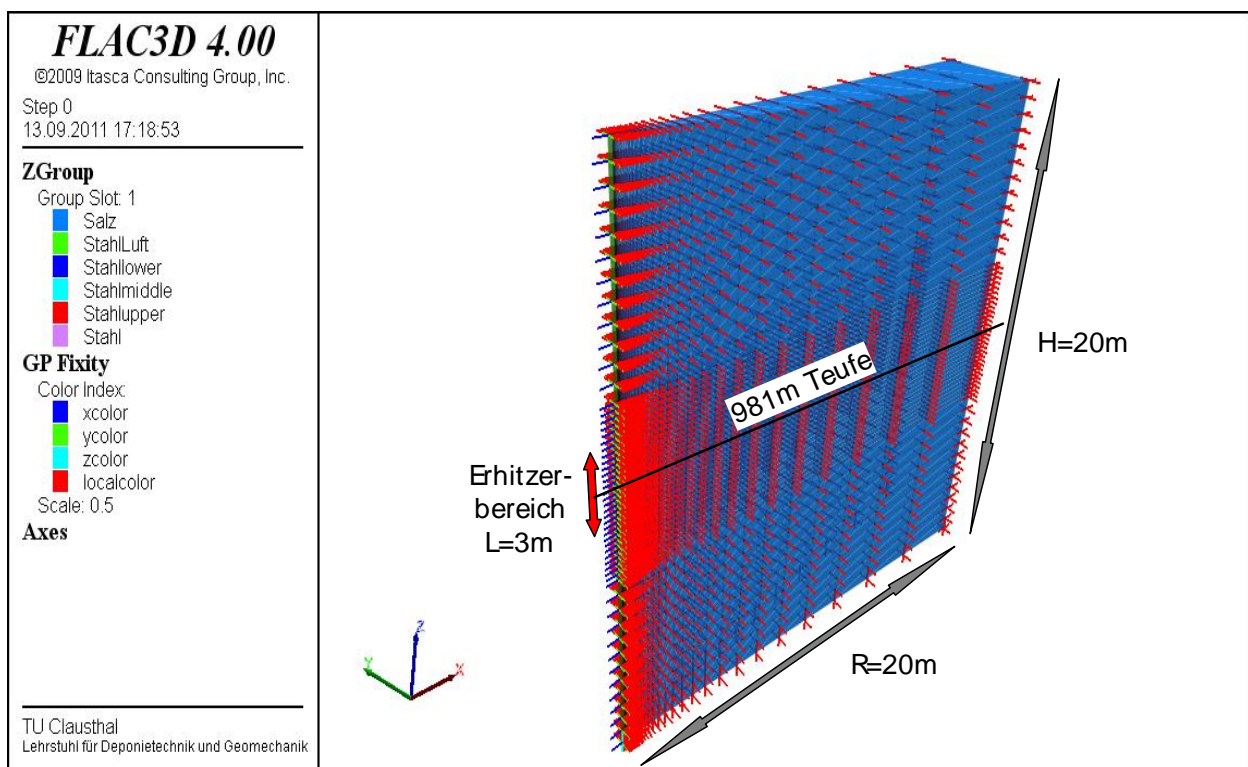 FLAC3D 4.00
©2009 Itasca Consulting Group, Inc.
Step 0
13.09.2011 17:18:53
ZGroup
Group Slot: 1
Salz
StahlLuft
Stahllower
Stahlmiddle
Stahlupper
Stahl
GP Fixity
Color Index:
xcolor
ycolor
zcolor
localcolor
Scale: 0.5
Axes
TU Clausthal
Lehrstuhl für Deponietechnik und Geomechanik
981m Teufe
H=20m
Erhitzer-
bereich
L=3m
R=20m
Z
Y
X